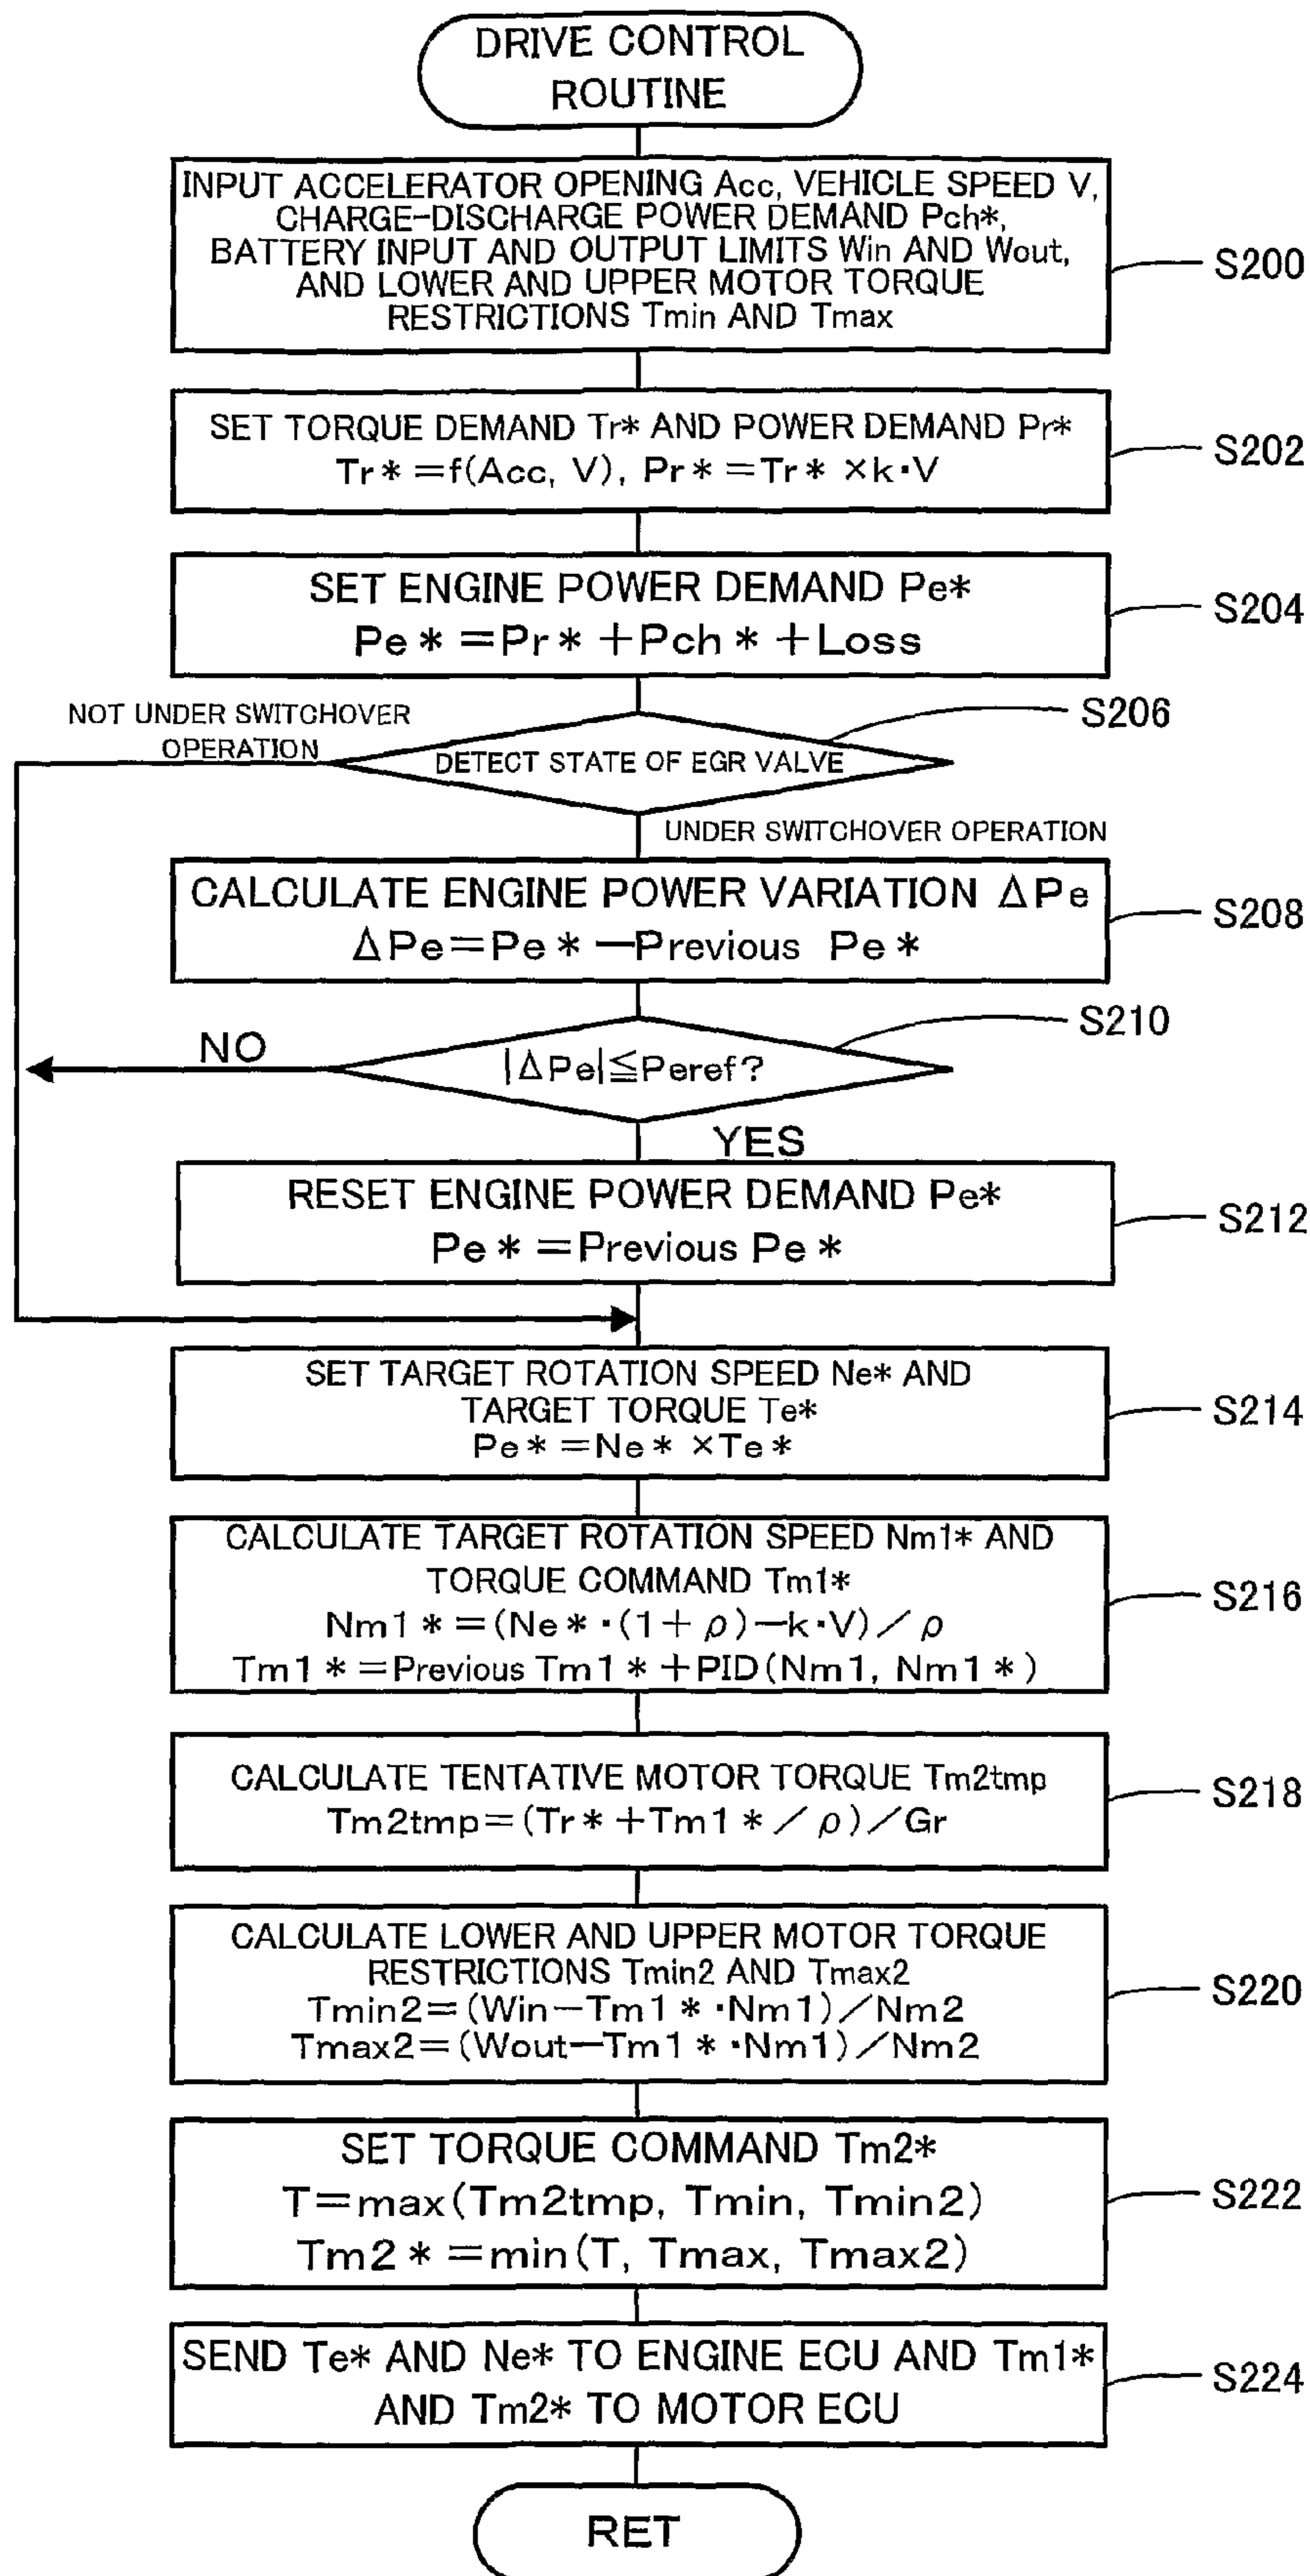 DRIVE CONTROL
ROUTINE
INPUT ACCELERATOR OPENING Acc, VEHICLE SPEED V,
CHARGE-DISCHARGE POWER DEMAND Pch*,
BATTERY INPUT AND OUTPUT LIMITS Win AND Wout,
AND LOWER AND UPPER MOTOR TORQUE
RESTRICTIONS Tmin AND Tmax
S200
SET TORQUE DEMAND Tr* AND POWER DEMAND Pr*
Tr*=f(Acc, V), Pr*=Tr*×k·V
S202
SET ENGINE POWER DEMAND Pe*
Pe*=Pr*+Pch*+Loss
S204
NOT UNDER SWITCHOVER
OPERATION
S206
DETECT STATE OF EGR VALVE
UNDER SWITCHOVER OPERATION
CALCULATE ENGINE POWER VARIATION ΔPe
ΔPe=Pe*−Previous Pe*
S208
S210
NO
|ΔPe|≦Peref?
YES
RESET ENGINE POWER DEMAND Pe*
Pe*=Previous Pe*
S212
SET TARGET ROTATION SPEED Ne* AND
TARGET TORQUE Te*
Pe*=Ne*×Te*
S214
CALCULATE TARGET ROTATION SPEED Nm1* AND
TORQUE COMMAND Tm1*
Nm1*=(Ne*·(1+ρ)−k·V)/ρ
Tm1*=Previous Tm1*+PID(Nm1, Nm1*)
S216
CALCULATE TENTATIVE MOTOR TORQUE Tm2tmp
Tm2tmp=(Tr*+Tm1*/ρ)/Gr
S218
CALCULATE LOWER AND UPPER MOTOR TORQUE
RESTRICTIONS Tmin2 AND Tmax2
Tmin2=(Win−Tm1*·Nm1)/Nm2
Tmax2=(Wout−Tm1*·Nm1)/Nm2
S220
SET TORQUE COMMAND Tm2*
T=max(Tm2tmp, Tmin, Tmin2)
Tm2*=min(T, Tmax, Tmax2)
S222
SEND Te* AND Ne* TO ENGINE ECU AND Tm1*
AND Tm2* TO MOTOR ECU
S224
RET